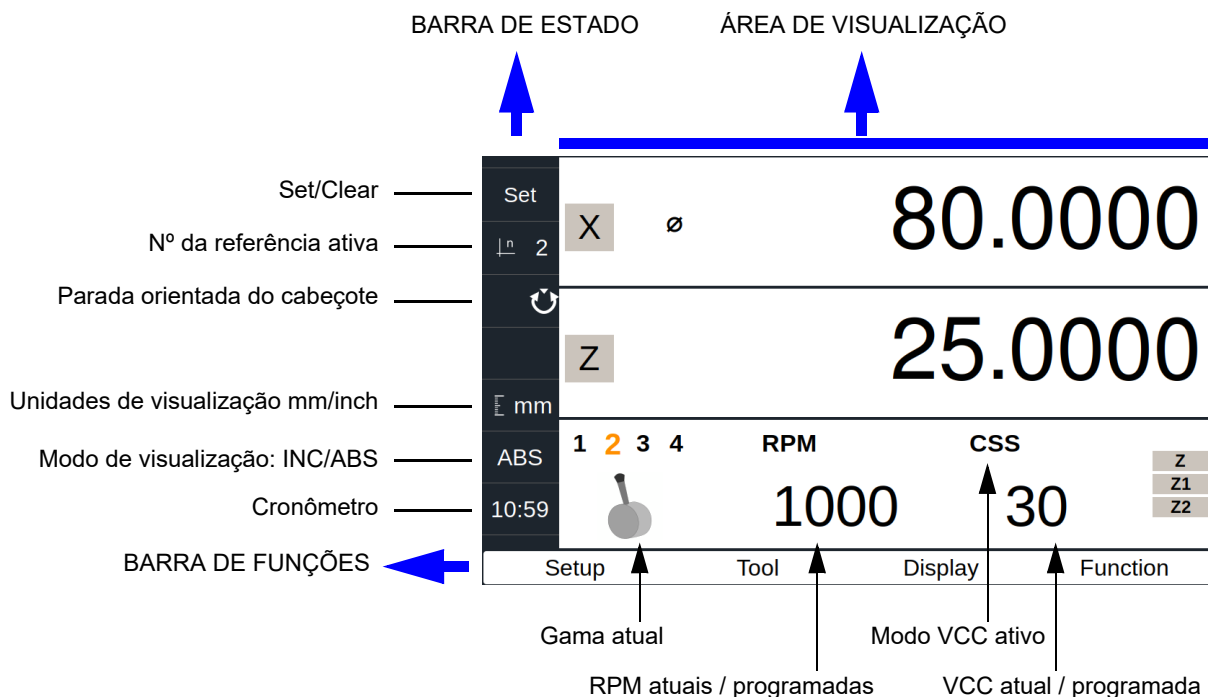 BARRA DE ESTADO
ÁREA DE VISUALIZAÇÃO
Set/Clear
Set
X
⌀
80.0000
Nº da referência ativa
n 2
Parada orientada do cabeçote
Z
25.0000
Unidades de visualização mm/inch
mm
Modo de visualização: INC/ABS
ABS
1 2 3 4
RPM
CSS
Z
Z1
Z2
Cronômetro
10:59
1000
30
BARRA DE FUNÇÕES
Setup
Tool
Display
Function
Gama atual
Modo VCC ativo
RPM atuais / programadas
VCC atual / programada